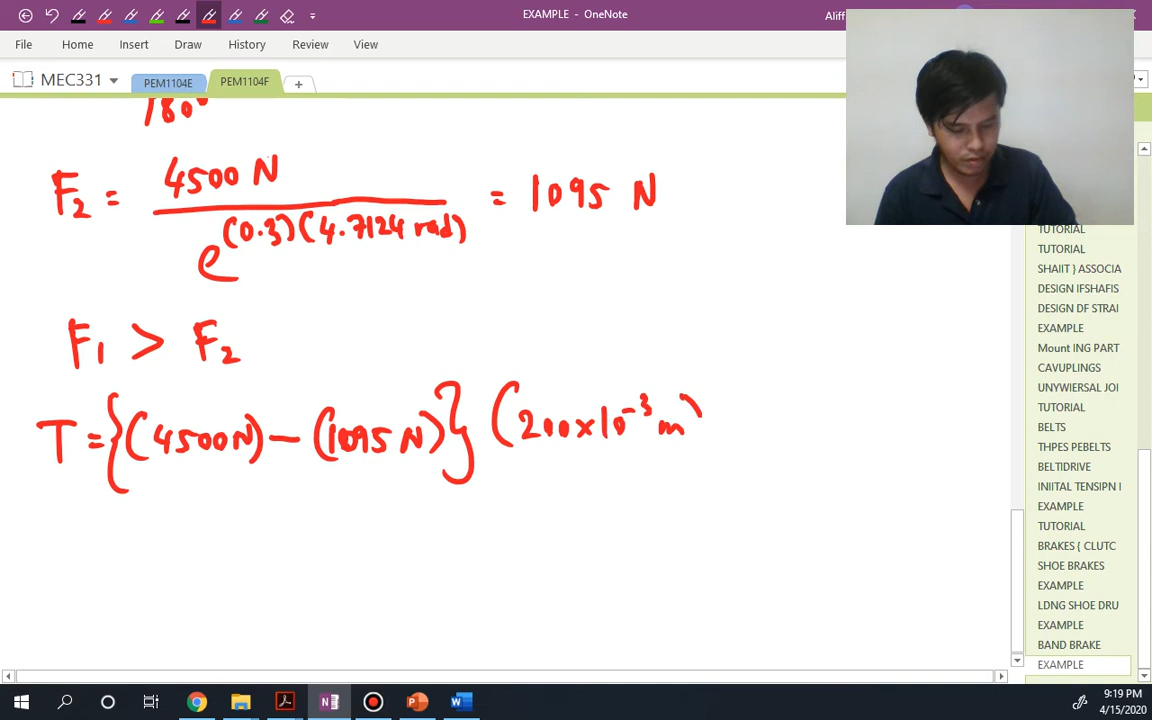 EXAMPLE - OneNote
Aliff
File Home Insert Draw History Review View
MEC331 PEM1104E PEM1104F +
180°
F2 = 4500 N / e^(0.3)(4.7124 rad) = 1095 N
F1 > F2
T = {(4500N) − (1095 N)} (200×10⁻³ m)
TUTORIAL
TUTORIAL
SHAIIT } ASSOCIA
DESIGN IFSHAFIS
DESIGN DF STRAI
EXAMPLE
Mount ING PART
CAVUPLINGS
UNYWIERSAL JOI
TUTORIAL
BELTS
THPES PEBELTS
BELTIDRIVE
INIITAL TENSIPN I
EXAMPLE
TUTORIAL
BRAKES { CLUTC
SHOE BRAKES
EXAMPLE
LDNG SHOE DRU
EXAMPLE
BAND BRAKE
EXAMPLE
9:19 PM
4/15/2020